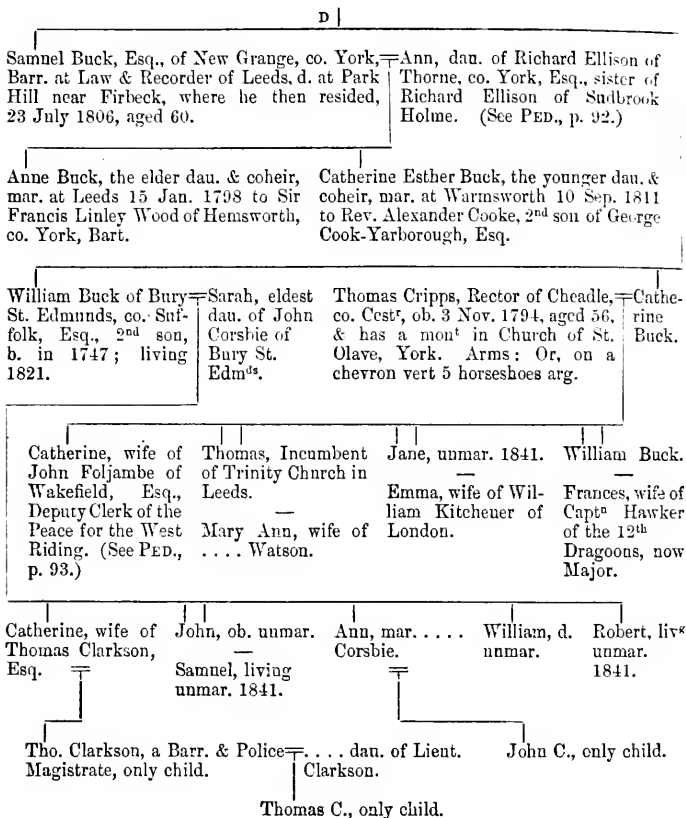 D
Samuel Buck, Esq., of New Grange, co. York,
Barr. at Law & Recorder of Leeds, d. at Park
Hill near Firbeck, where he then resided,
23 July 1806, aged 60.
Ann, dau. of Richard Ellison of
Thorne, co. York, Esq., sister of
Richard Ellison of Sudbrook
Holme. (See PED., p. 92.)
Anne Buck, the elder dau. & coheir,
mar. at Leeds 15 Jan. 1798 to Sir
Francis Linley Wood of Hemsworth,
co. York, Bart.
Catherine Esther Buck, the younger dau. &
coheir, mar. at Warmsworth 10 Sep. 1811
to Rev. Alexander Cooke, 2nd son of George
Cook-Yarborough, Esq.
William Buck of Bury
St. Edmunds, co. Suf-
folk, Esq., 2nd son,
b. in 1747; living
1821.
Sarah, eldest
dau. of John
Corsbie of
Bury St.
Edmds.
Thomas Cripps, Rector of Cheadle,
co. Cestr, ob. 3 Nov. 1794, aged 56,
& has a mont in Church of St.
Olave, York. Arms: Or, on a
chevron vert 5 horseshoes arg.
Cathe-
rine
Buck.
Catherine, wife of
John Foljambe of
Wakefield, Esq.,
Deputy Clerk of the
Peace for the West
Riding. (See PED.,
p. 93.)
Thomas, Incumbent
of Trinity Church in
Leeds.
—
Mary Ann, wife of
. . . . Watson.
Jane, unmar. 1841.
—
Emma, wife of Wil-
liam Kitchener of
London.
William Buck.
—
Frances, wife of
Captn Hawker
of the 12th
Dragoons, now
Major.
Catherine, wife of
Thomas Clarkson,
Esq.
John, ob. unmar.
—
Samuel, living
unmar. 1841.
Ann, mar. . . . .
Corsbie.
William, d.
unmar.
Robert, livg
unmar.
1841.
Tho. Clarkson, a Barr. & Police
Magistrate, only child.
. . . . dau. of Lieut.
Clarkson.
John C., only child.
Thomas C., only child.